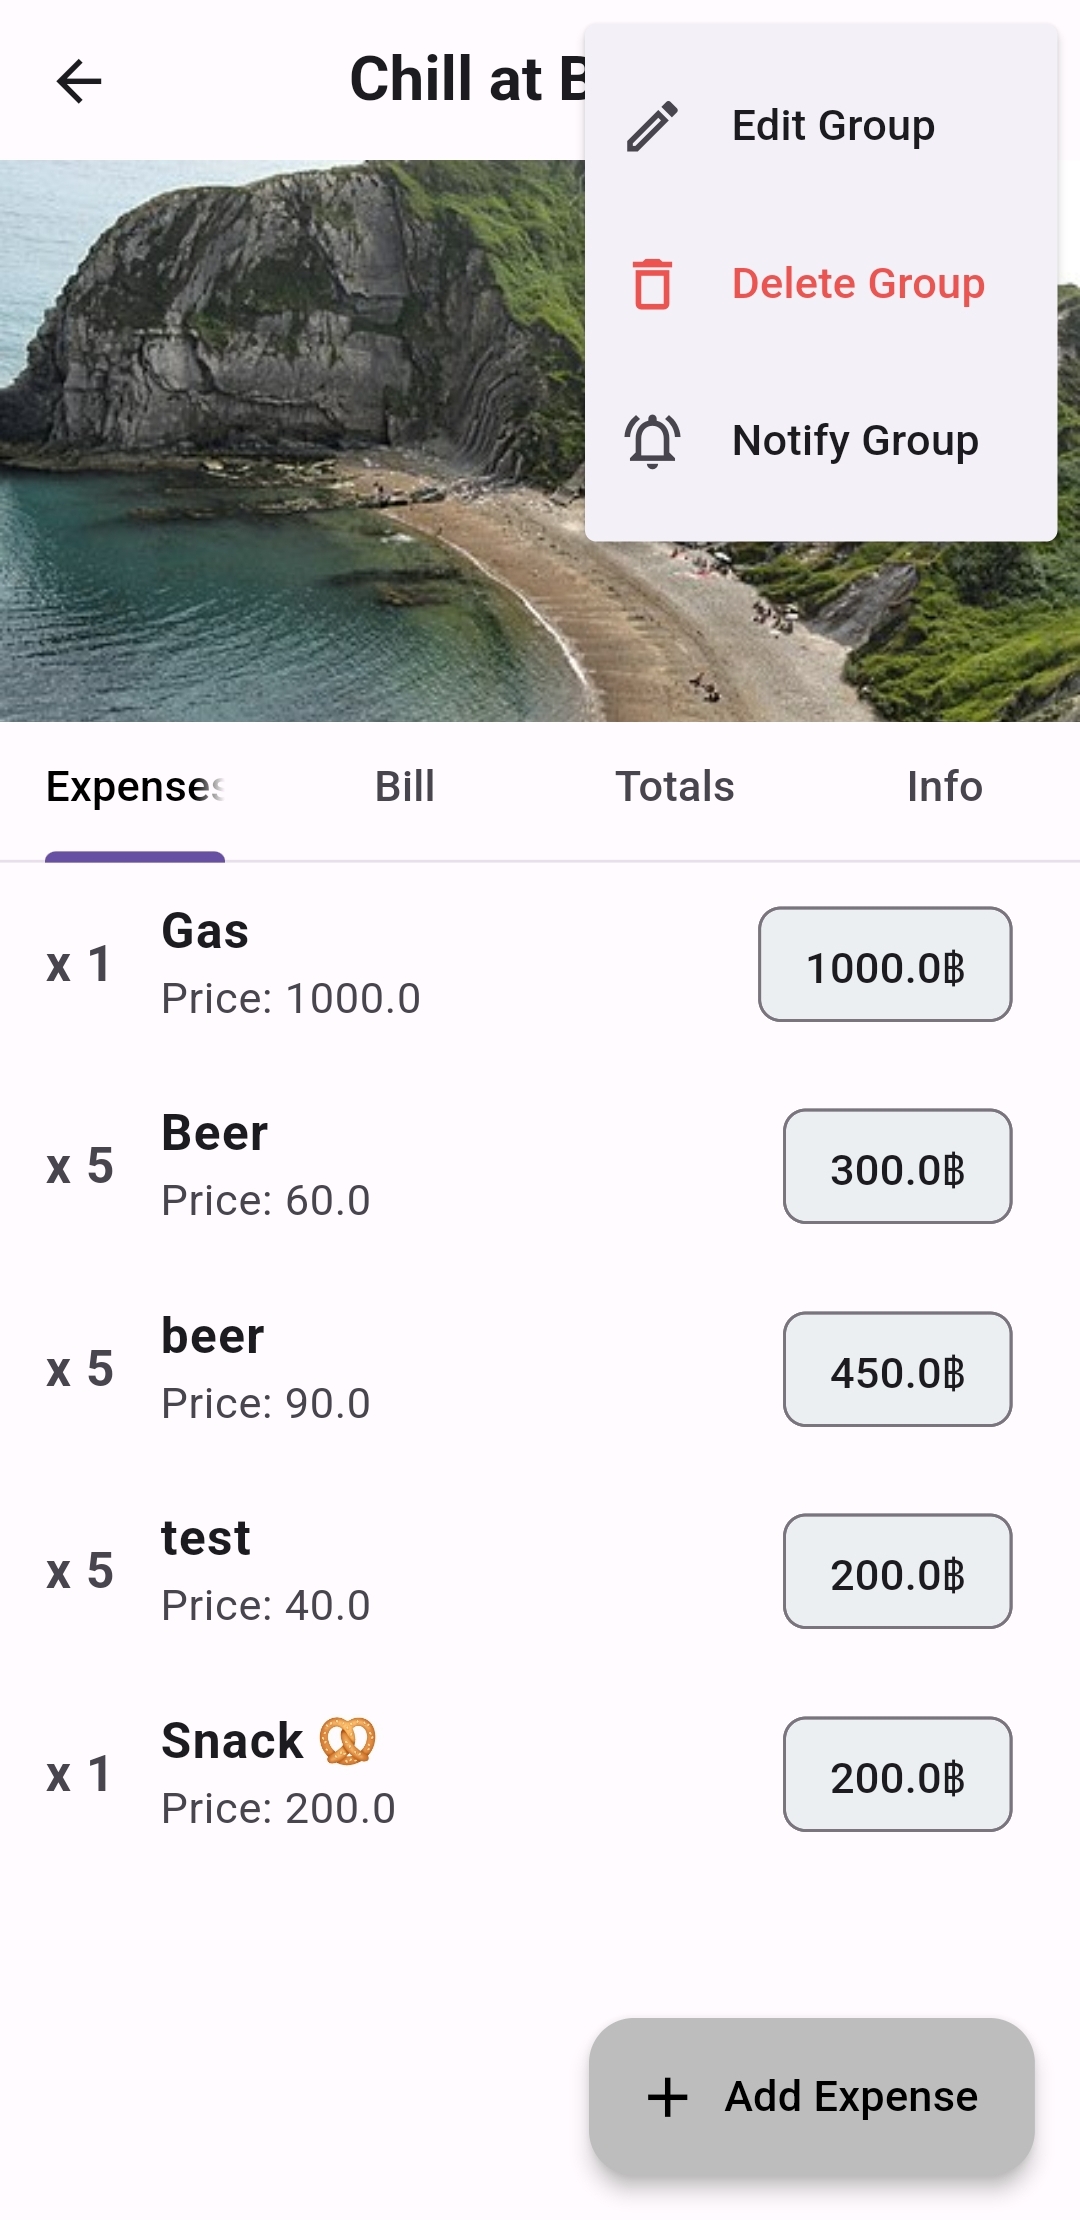 Chill at B
Edit Group
Delete Group
Notify Group
Expenses
Bill
Totals
Info
x 1
Gas
Price: 1000.0
1000.0฿
x 5
Beer
Price: 60.0
300.0฿
x 5
beer
Price: 90.0
450.0฿
x 5
test
Price: 40.0
200.0฿
x 1
Snack 🥨
Price: 200.0
200.0฿
+ Add Expense